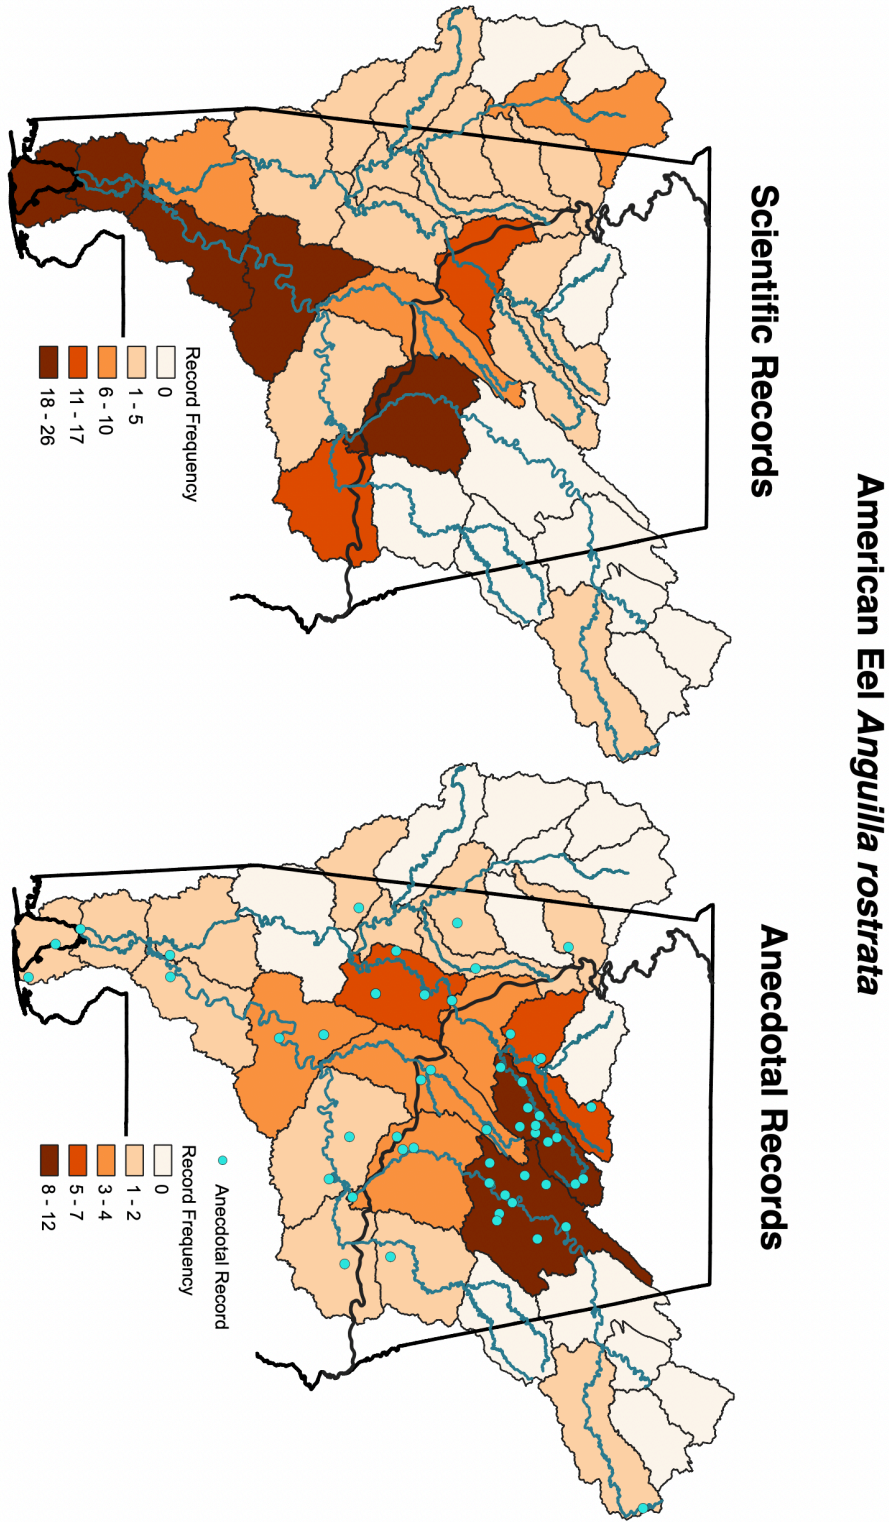 American Eel Anguilla rostrata
Scientific Records
Record Frequency
0
1 - 5
6 - 10
11 - 17
18 - 26
Anecdotal Records
Anecdotal Record
Record Frequency
0
1 - 2
3 - 4
5 - 7
8 - 12